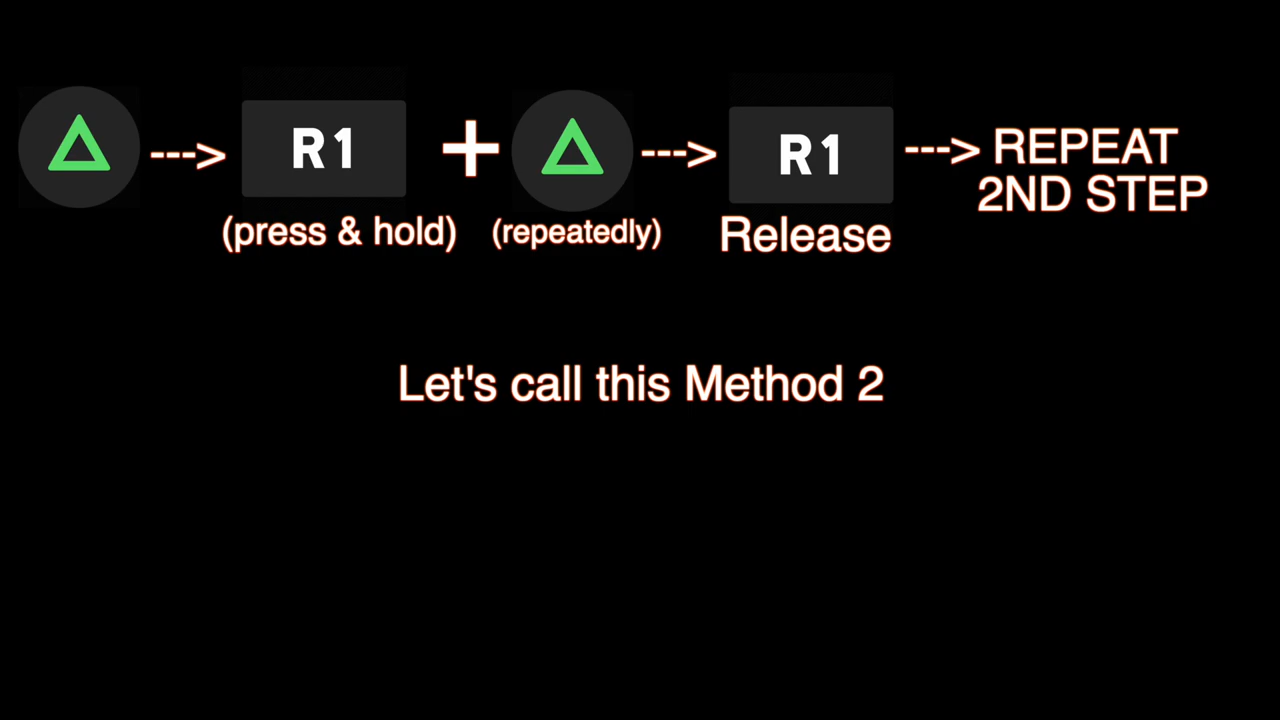 ---> R1 + ---> R1 ---> REPEAT
2ND STEP
(press & hold) (repeatedly) Release
Let's call this Method 2